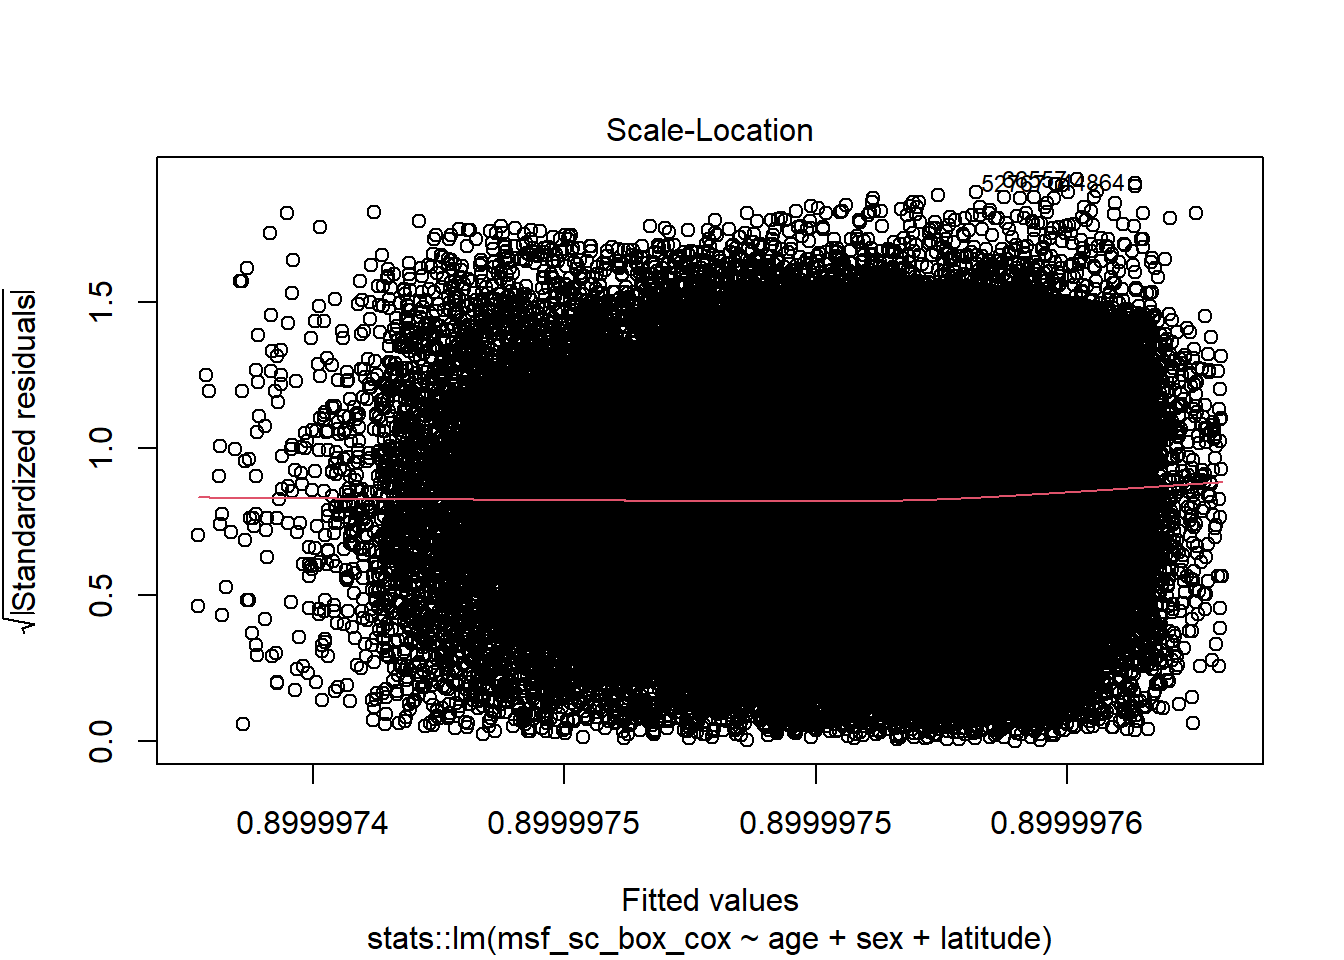 Scale-Location
√|Standardized residuals|
1.5
1.0
0.5
0.0
0.8999974
0.8999975
0.8999975
0.8999976
Fitted values
stats::lm(msf_sc_box_cox ~ age + sex + latitude)